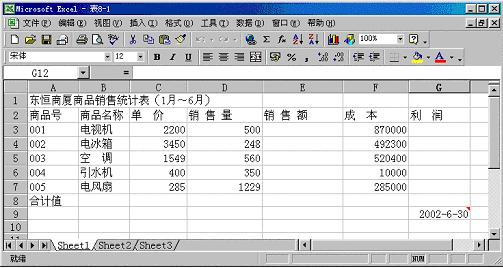 Microsoft Excel - 表8-1
文件(F) 编辑(E) 视图(V) 插入(I) 格式(O) 工具(T) 数据(D) 窗口(W) 帮助(H)
100%
宋体 12 B
G12 =
A B C D E F G
1 东恒商厦商品销售统计表(1月～6月)
2 商品号 商品名称 单 价 销 售 量 销 售 额 成 本 利 润
3 001 电视机 2200 500 870000
4 002 电冰箱 3450 248 492300
5 003 空 调 1549 560 520400
6 004 引水机 400 350 10000
7 005 电风扇 285 1229 285000
8 合计值
9 2002-6-30
10
Sheet1 Sheet2 Sheet3
就绪